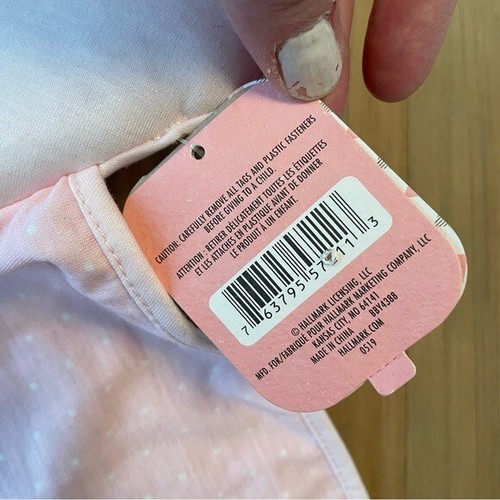 CAUTION: CAREFULLY REMOVE ALL TAGS AND PLASTIC FASTENERS
BEFORE GIVING TO A CHILD.
ATTENTION : RETIRER DÉLICATEMENT TOUTES LES ÉTIQUETTES
ET LES ATTACHES EN PLASTIQUE AVANT DE DONNER
LE PRODUIT À UN ENFANT.
7 63795 57 11 3
© HALLMARK LICENSING, LLC
MFD. FOR/FABRIQUÉ POUR HALLMARK MARKETING COMPANY, LLC
KANSAS CITY, MO 64141
MADE IN CHINA BBY4388
HALLMARK.COM
0519